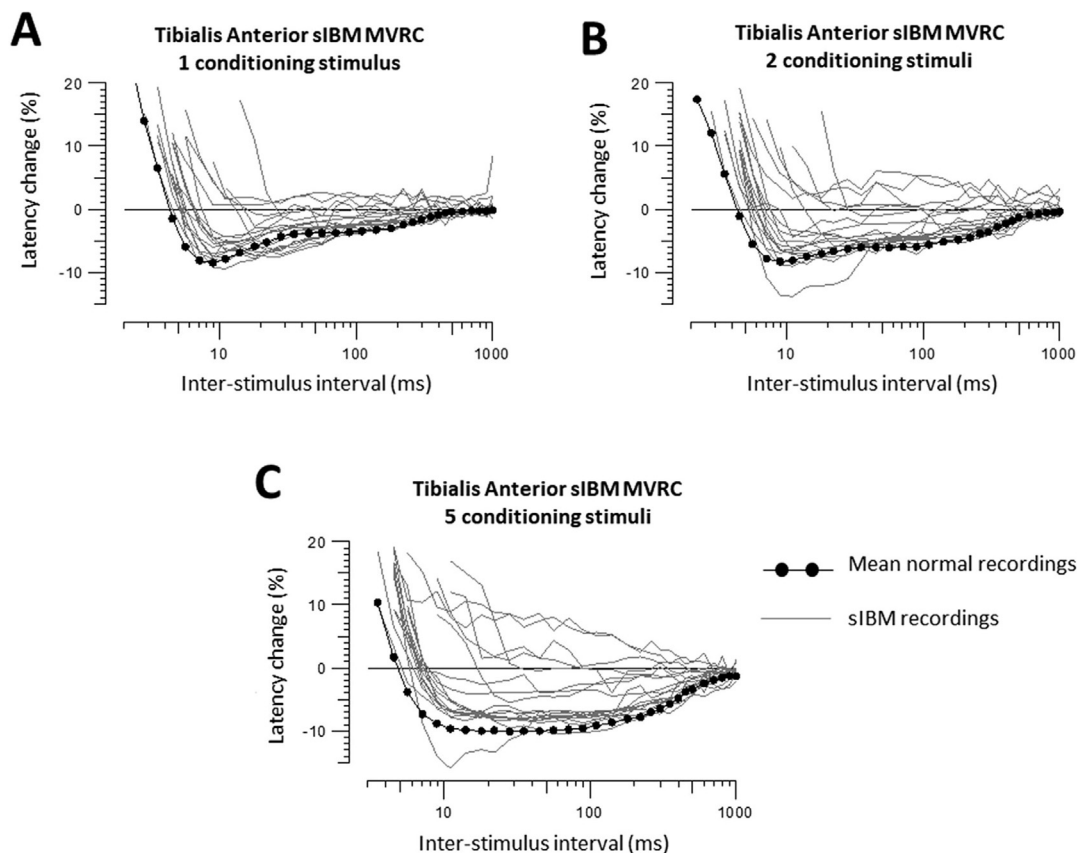 A
Tibialis Anterior sIBM MVRC
1 conditioning stimulus
20
10
0
-10
Latency change (%)
10
100
1000
Inter-stimulus interval (ms)
B
Tibialis Anterior sIBM MVRC
2 conditioning stimuli
20
10
0
-10
Latency change (%)
10
100
1000
Inter-stimulus interval (ms)
C
Tibialis Anterior sIBM MVRC
5 conditioning stimuli
20
10
0
-10
Latency change (%)
10
100
1000
Inter-stimulus interval (ms)
Mean normal recordings
sIBM recordings